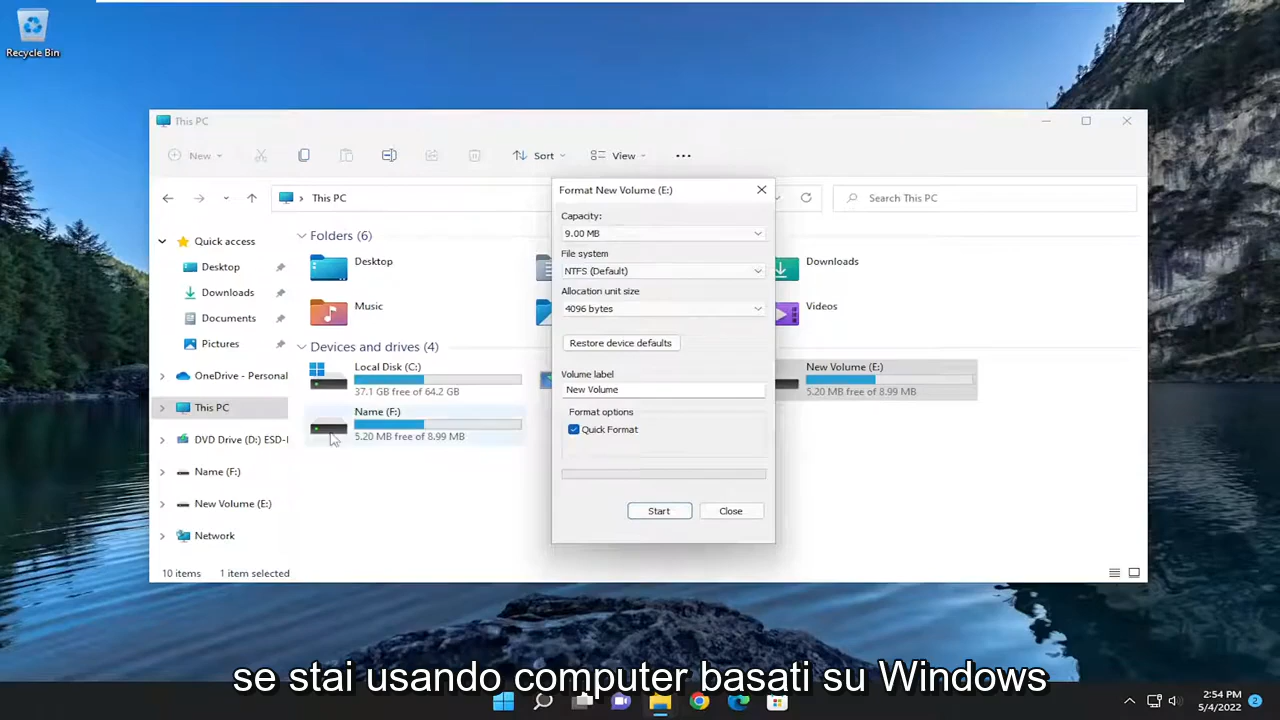 Recycle Bin
This PC
New
Sort
View
This PC
Search This PC
Quick access
Desktop
Downloads
Documents
Pictures
OneDrive - Personal
This PC
DVD Drive (D:) ESD-I
Name (F:)
New Volume (E:)
Network
Folders (6)
Desktop
Music
Downloads
Videos
Devices and drives (4)
Local Disk (C:)
37.1 GB free of 64.2 GB
Name (F:)
5.20 MB free of 8.99 MB
New Volume (E:)
5.20 MB free of 8.99 MB
Format New Volume (E:)
Capacity:
9.00 MB
File system
NTFS (Default)
Allocation unit size
4096 bytes
Restore device defaults
Volume label
New Volume
Format options
Quick Format
Start Close
10 items 1 item selected
se stai usando computer basati su Windows
2:54 PM
5/4/2022
2